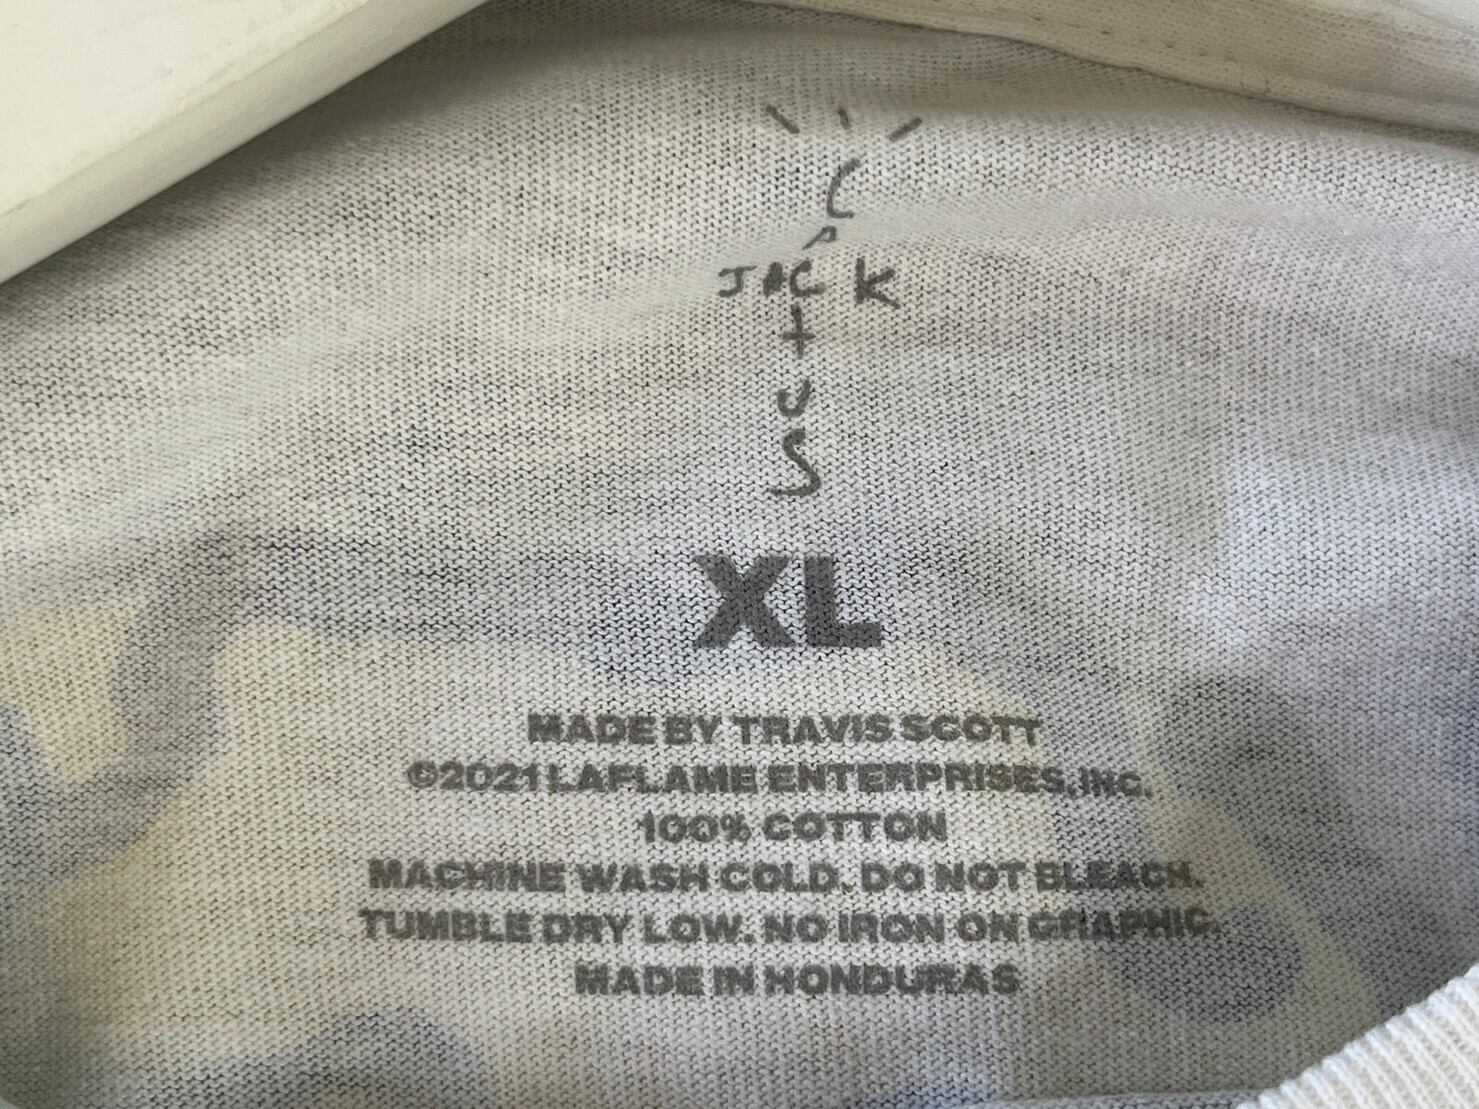 C
A
JACK
T
U
S
XL
MADE BY TRAVIS SCOTT
©2021 LAFLAME ENTERPRISES, INC.
100% COTTON
MACHINE WASH COLD. DO NOT BLEACH.
TUMBLE DRY LOW. NO IRON ON GRAPHIC.
MADE IN HONDURAS